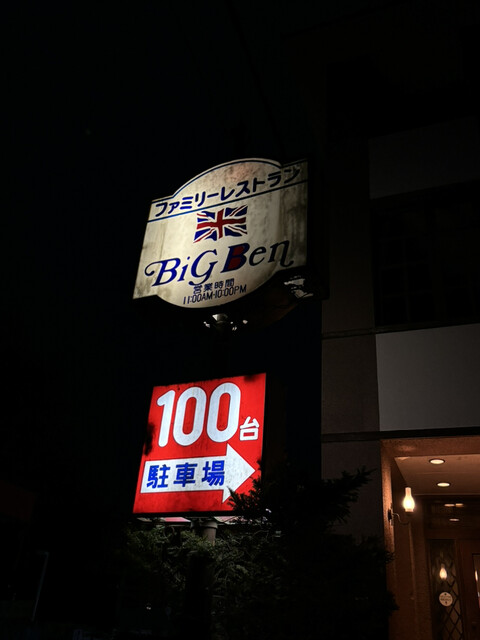 ファミリーレストラン
BiG Ben
営業時間
11:00AM-10:00PM
100台
駐車場